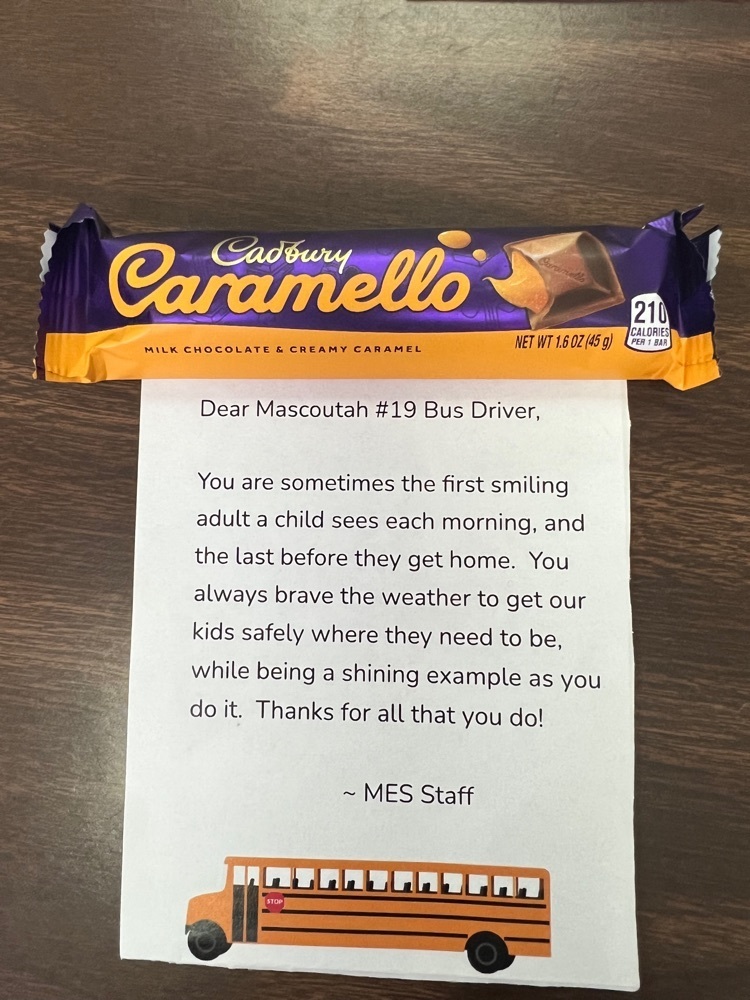 Cadbury
Caramello
MILK CHOCOLATE & CREAMY CARAMEL
NET WT 1.6 OZ (45 g)
210
CALORIES
PER 1 BAR
Dear Mascoutah #19 Bus Driver,
You are sometimes the first smiling
adult a child sees each morning, and
the last before they get home.  You
always brave the weather to get our
kids safely where they need to be,
while being a shining example as you
do it.  Thanks for all that you do!
~ MES Staff
STOP